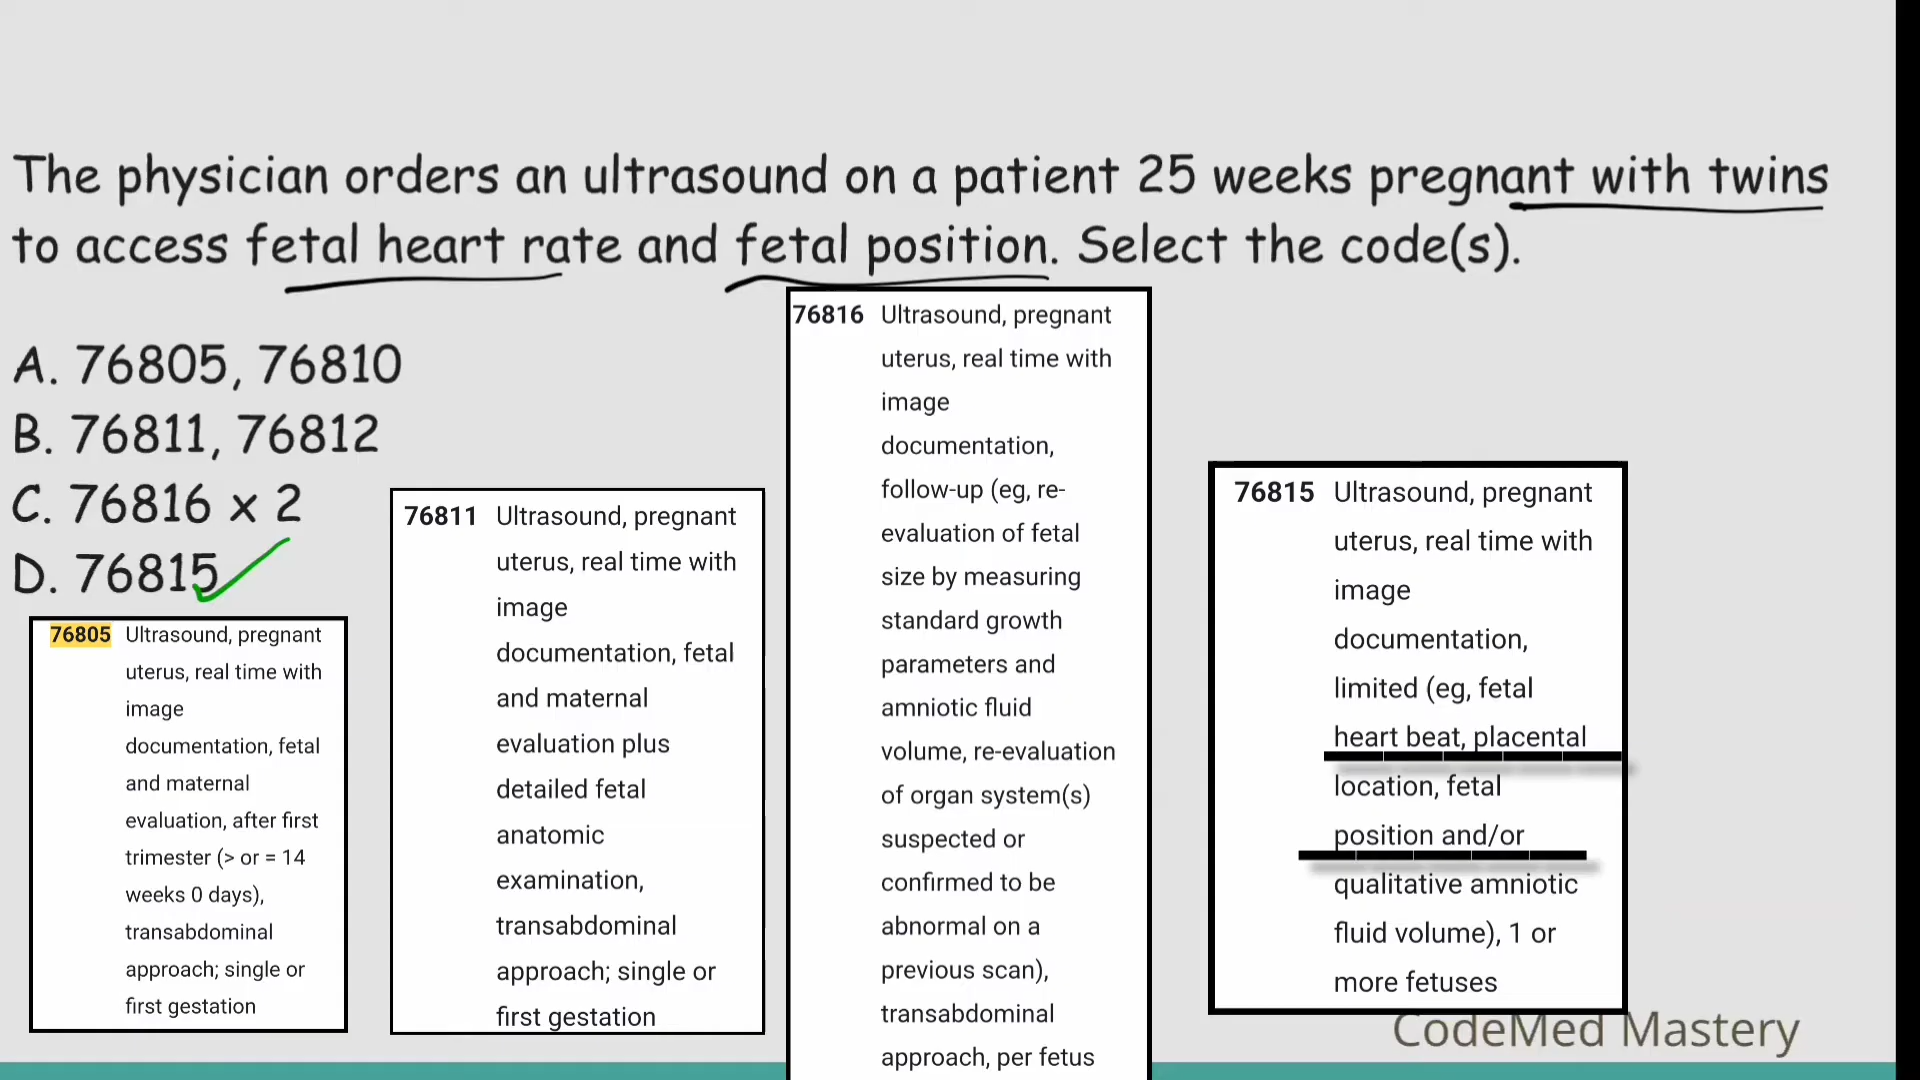 The physician orders an ultrasound on a patient 25 weeks pregnant with twins
to access fetal heart rate and fetal position. Select the code(s).
A. 76805, 76810
B. 76811, 76812
C. 76816 x 2
D. 76815
76805 Ultrasound, pregnant
uterus, real time with
image
documentation, fetal
and maternal
evaluation, after first
trimester (> or = 14
weeks 0 days),
transabdominal
approach; single or
first gestation
76811 Ultrasound, pregnant
uterus, real time with
image
documentation, fetal
and maternal
evaluation plus
detailed fetal
anatomic
examination,
transabdominal
approach; single or
first gestation
76816 Ultrasound, pregnant
uterus, real time with
image
documentation,
follow-up (eg, re-
evaluation of fetal
size by measuring
standard growth
parameters and
amniotic fluid
volume, re-evaluation
of organ system(s)
suspected or
confirmed to be
abnormal on a
previous scan),
transabdominal
approach, per fetus
76815 Ultrasound, pregnant
uterus, real time with
image
documentation,
limited (eg, fetal
heart beat, placental
location, fetal
position and/or
qualitative amniotic
fluid volume), 1 or
more fetuses
CodeMed Mastery